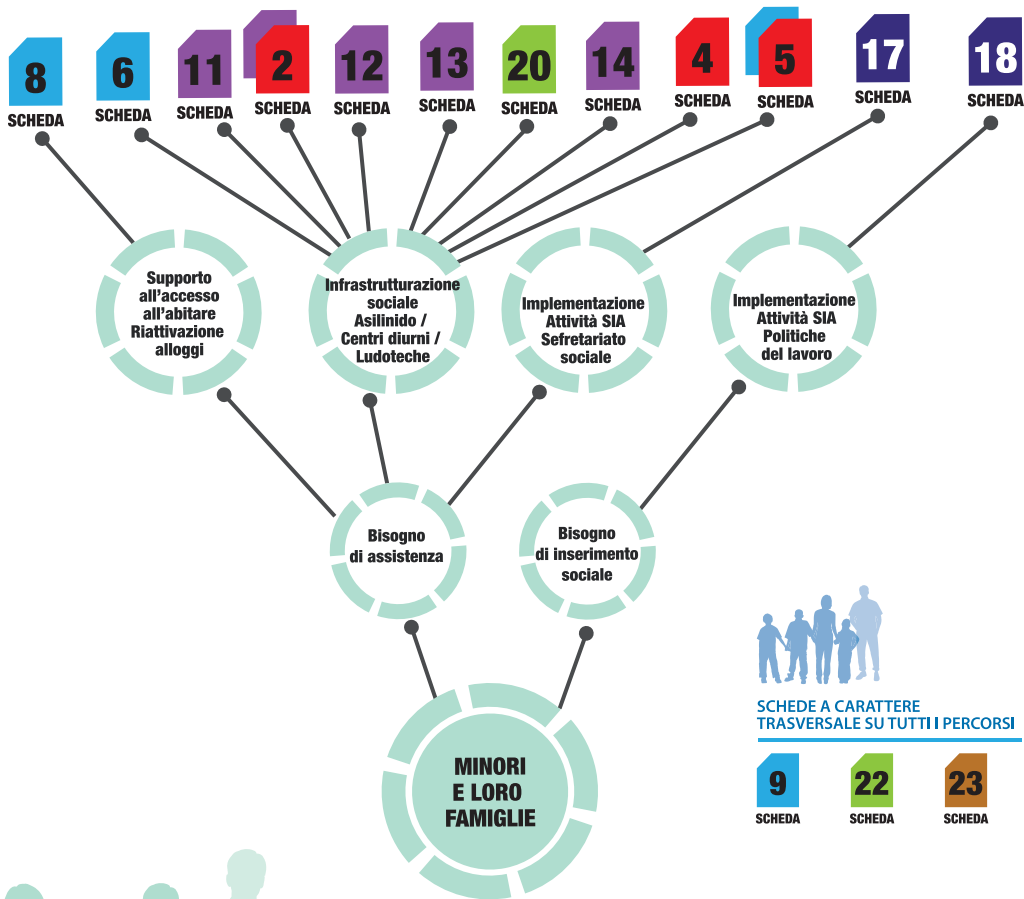 8
SCHEDA
6
SCHEDA
11
SCHEDA
2
SCHEDA
12
SCHEDA
13
SCHEDA
20
SCHEDA
14
SCHEDA
4
SCHEDA
5
SCHEDA
17
SCHEDA
18
SCHEDA
Supporto
all'accesso
all'abitare
Riattivazione
alloggi
Infrastrutturazione
sociale
Asilinido /
Centri diurni /
Ludoteche
Implementazione
Attività SIA
Sefretariato
sociale
Implementazione
Attività SIA
Politiche
del lavoro
Bisogno
di assistenza
Bisogno
di inserimento
sociale
MINORI
E LORO
FAMIGLIE
SCHEDE A CARATTERE
TRASVERSALE SU TUTTI I PERCORSI
9
SCHEDA
22
SCHEDA
23
SCHEDA